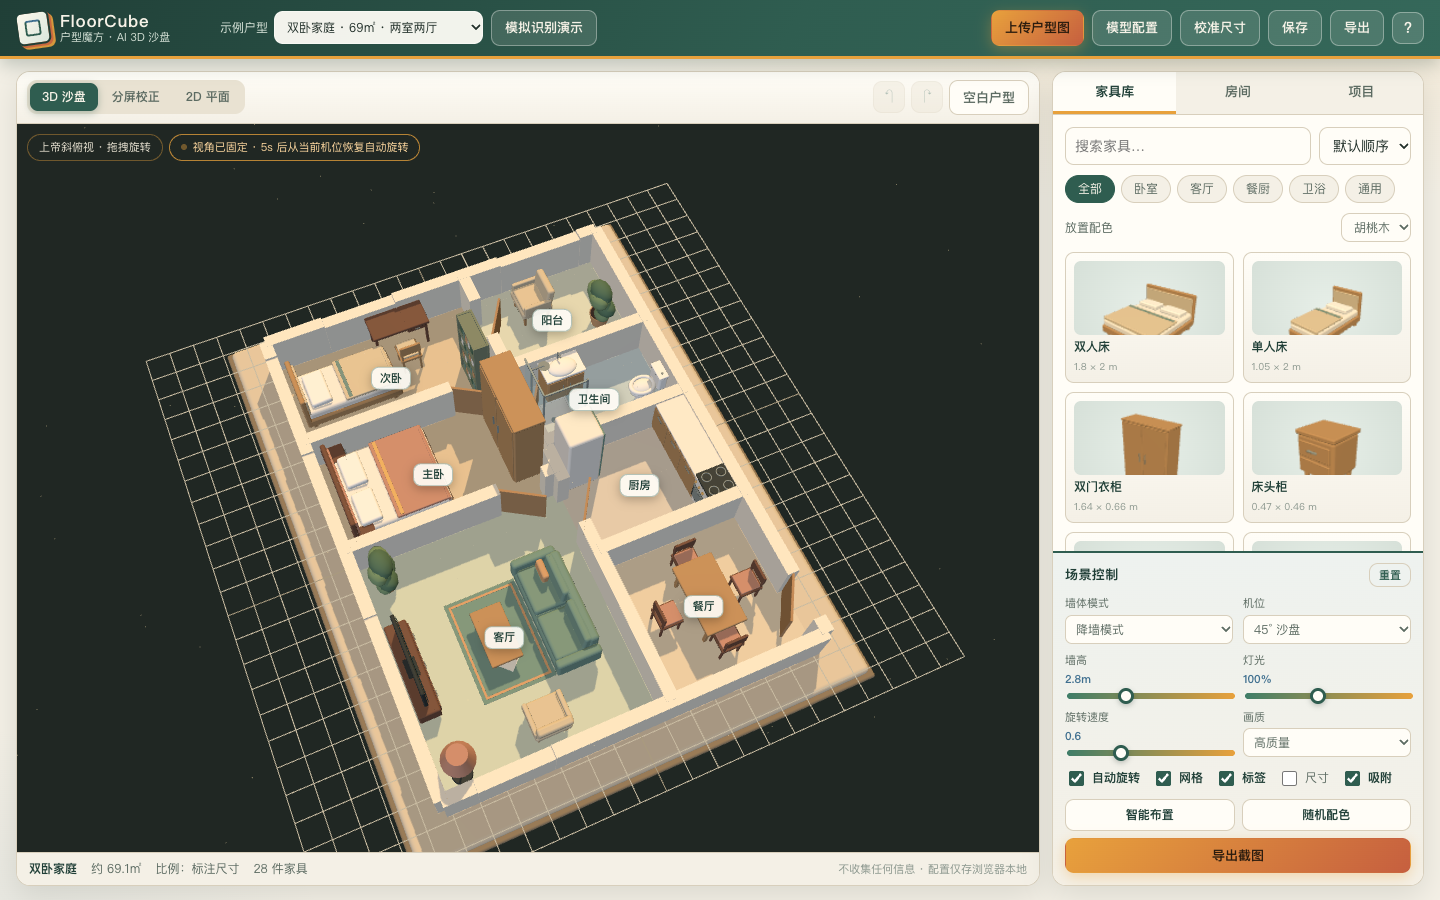 FloorCube
户型魔方 · AI 3D 沙盘
示例户型
双卧家庭 · 69㎡ · 两室两厅
模拟识别演示
上传户型图
模型配置
校准尺寸
保存
导出
?
3D 沙盘
分屏校正
2D 平面
空白户型
上帝斜俯视 · 拖拽旋转
视角已固定 · 5s 后从当前机位恢复自动旋转
阳台
次卧
卫生间
主卧
厨房
餐厅
客厅
双卧家庭
约 69.1㎡
比例：标注尺寸
28 件家具
不收集任何信息 · 配置仅存浏览器本地
家具库
房间
项目
搜索家具...
默认顺序
全部
卧室
客厅
餐厨
卫浴
通用
放置配色
胡桃木
双人床
1.8 × 2 m
单人床
1.05 × 2 m
双门衣柜
1.64 × 0.66 m
床头柜
0.47 × 0.46 m
场景控制
重置
墙体模式
机位
降墙模式
45° 沙盘
墙高
灯光
2.8m
100%
旋转速度
画质
0.6
高质量
自动旋转
网格
标签
尺寸
吸附
智能布置
随机配色
导出截图